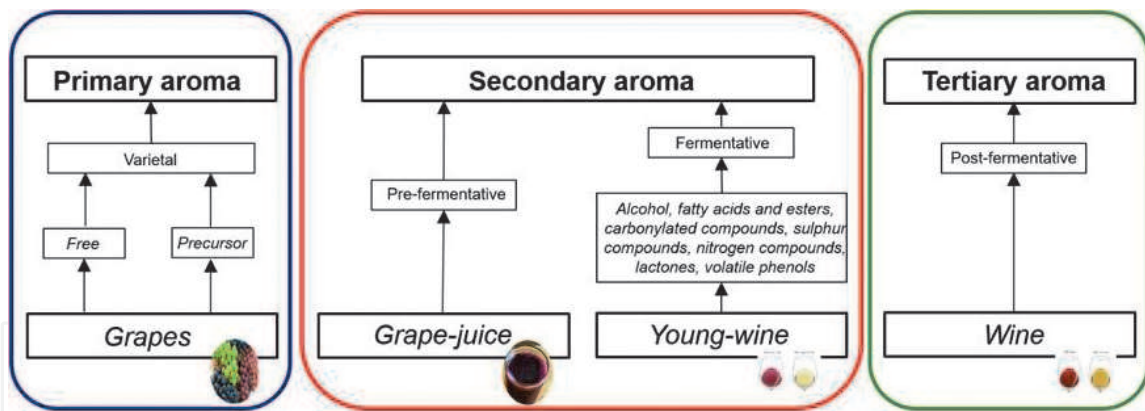 Primary aroma
Varietal
Free
Precursor
Grapes
Secondary aroma
Pre-fermentative
Grape-juice
Fermentative
Alcohol, fatty acids and esters,
carbonylated compounds, sulphur
compounds, nitrogen compounds,
lactones, volatile phenols
Young-wine
Tertiary aroma
Post-fermentative
Wine